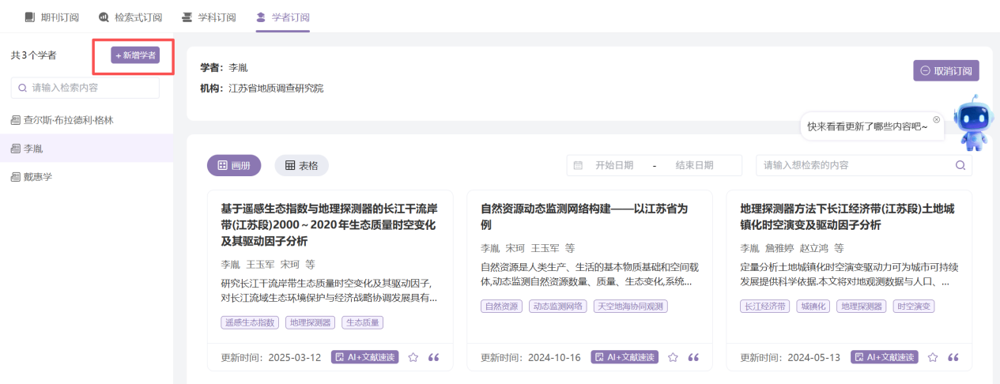 期刊订阅 检索式订阅 学科订阅 学者订阅
共3个学者
+新增学者
请输入检索内容
查尔斯·布拉德利·格林
李胤
戴惠学
学者：李胤
机构：江苏省地质调查研究院
取消订阅
快来看看更新了哪些内容吧~
画册 表格
开始日期 - 结束日期
请输入想检索的内容
基于遥感生态指数与地理探测器的长江干流岸
带(江苏段)2000～2020年生态质量时空变化
及其驱动因子分析
李胤 王玉军 宋珂 等
研究长江干流岸带生态质量时空变化及其驱动因子,
对长江流域生态环境保护与经济战略协调发展具有...
遥感生态指数 地理探测器 生态质量
更新时间：2025-03-12 AI+文献速读
自然资源动态监测网络构建——以江苏省为
例
李胤 宋珂 王玉军 等
自然资源是人类生产、生活的基本物质基础和空间载
体,动态监测自然资源数量、质量、生态变化,系统...
自然资源 动态监测网络 天空地海协同观测
更新时间：2024-10-16 AI+文献速读
地理探测器方法下长江经济带(江苏段)土地城
镇化时空演变及驱动因子分析
李胤 詹雅婷 赵立鸿 等
定量分析土地城镇化时空演变驱动力可为城市可持续
发展提供科学依据.本文将对地观测数据与人口、...
长江经济带 城镇化 地理探测器 时空演变
更新时间：2024-05-13 AI+文献速读